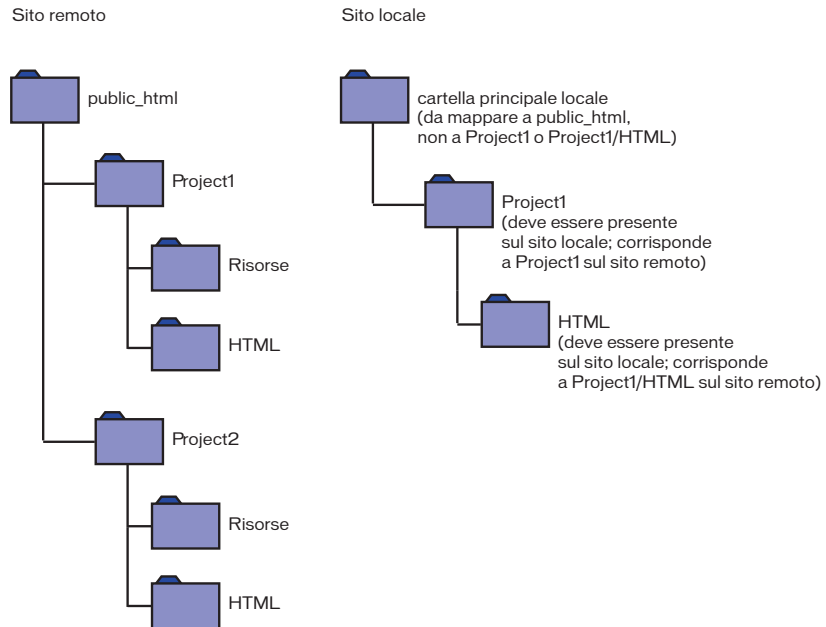 Sito remoto
public_html
Project1
Risorse
HTML
Project2
Risorse
HTML
Sito locale
cartella principale locale
(da mappare a public_html,
non a Project1 o Project1/HTML)
Project1
(deve essere presente
sul sito locale; corrisponde
a Project1 sul sito remoto)
HTML
(deve essere presente
sul sito locale; corrisponde
a Project1/HTML sul sito remoto)